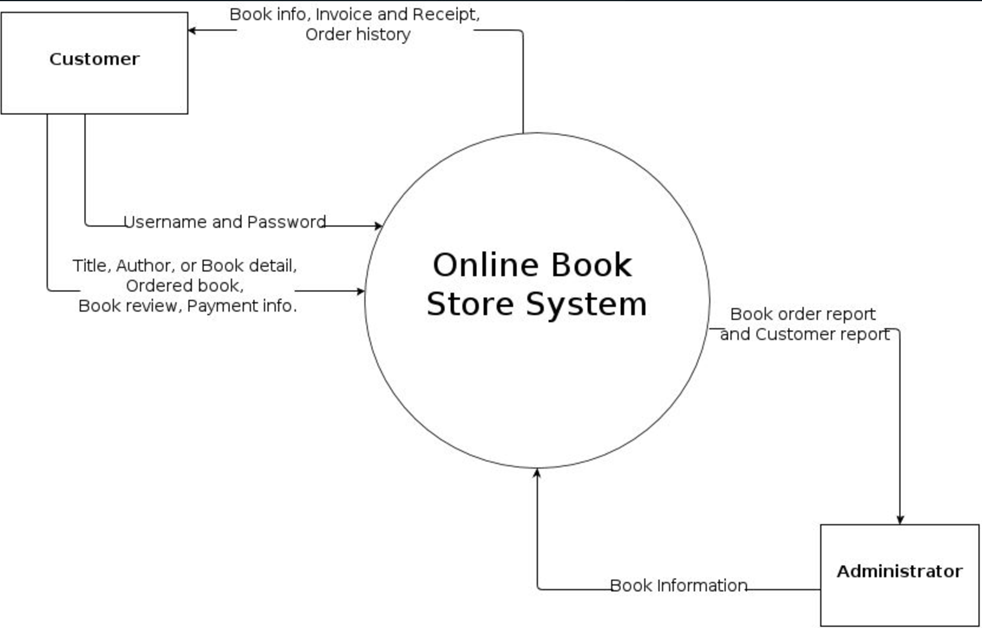 Book info, Invoice and Receipt,
Order history
Customer
Username and Password
Title, Author, or Book detail,
Ordered book,
Book review, Payment info.
Online Book
Store System
Book order report
and Customer report
Administrator
Book Information